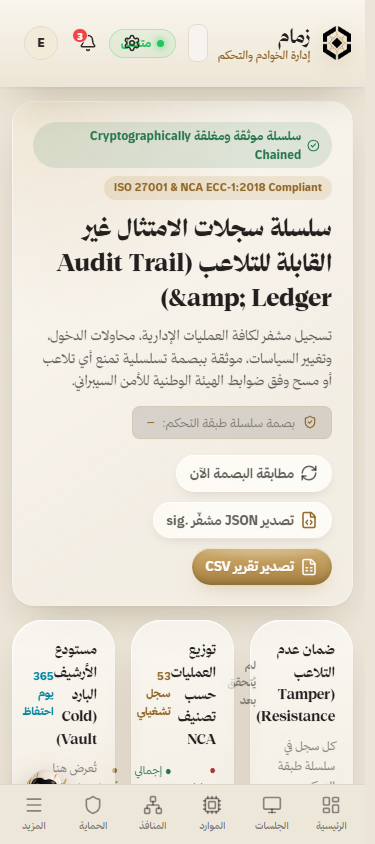 زمام
إدارة الخوادم والتحكم
3
E
سلسلة موثقة ومغلقة Cryptographically
Chained
ISO 27001 & NCA ECC-1:2018 Compliant
سلسلة سجلات الامتثال غير
القابلة للتلاعب (Audit Trail
&amp; Ledger)
تسجيل مشفر لكافة العمليات الإدارية، محاولات الدخول،
وتغيير السياسات، موثقة ببصمة تسلسلية تمنع أي تلاعب
أو مسح وفق ضوابط الهيئة الوطنية للأمن السيبراني.
بصمة سلسلة طبقة التحكم: —
مطابقة البصمة الآن
تصدير JSON مشفّر .sig
تصدير تقرير CSV
ضمان عدم
التلاعب
(Tamper
Resistance)
لم
يُتحقق
بعد
كل سجل في
سلسلة طبقة
توزيع
العمليات
حسب
تصنيف
NCA
53
سجل
تشغيلي
إجمالي
مستودع
الأرشيف
البارد
(Cold
Vault)
365
يوم
احتفاظ
تُعرض هنا
الرئيسية
الجلسات
الموارد
المنافذ
الحماية
المزيد